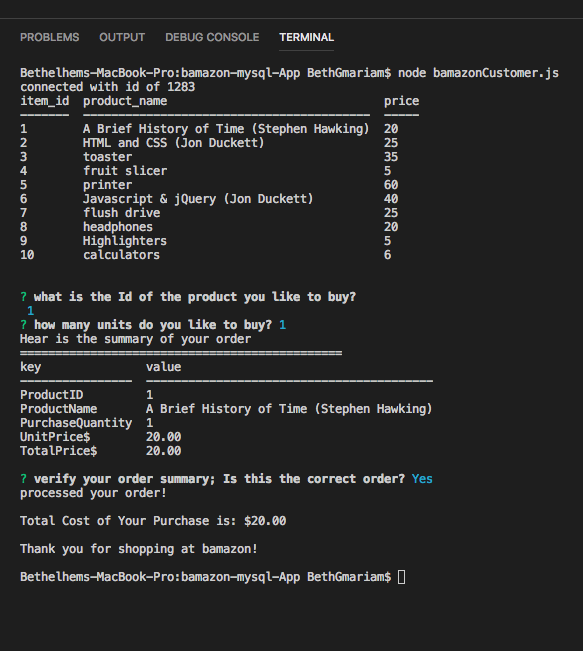 PROBLEMS OUTPUT DEBUG CONSOLE TERMINAL
Bethelhems-MacBook-Pro:bamazon-mysql-App BethGmariam$ node bamazonCustomer.js
connected with id of 1283
item_id  product_name                               price
-------  -----------------------------------------  -----
1        A Brief History of Time (Stephen Hawking)  20
2        HTML and CSS (Jon Duckett)                 25
3        toaster                                    35
4        fruit slicer                               5
5        printer                                    60
6        Javascript & jQuery (Jon Duckett)          40
7        flush drive                                25
8        headphones                                 20
9        Highlighters                               5
10       calculators                                6
? what is the Id of the product you like to buy?
 1
? how many units do you like to buy? 1
Hear is the summary of your order
==============================================
key               value
----------------  -----------------------------------------
ProductID         1
ProductName       A Brief History of Time (Stephen Hawking)
PurchaseQuantity  1
UnitPrice$        20.00
TotalPrice$       20.00
? verify your order summary; Is this the correct order? Yes
processed your order!
Total Cost of Your Purchase is: $20.00
Thank you for shopping at bamazon!
Bethelhems-MacBook-Pro:bamazon-mysql-App BethGmariam$